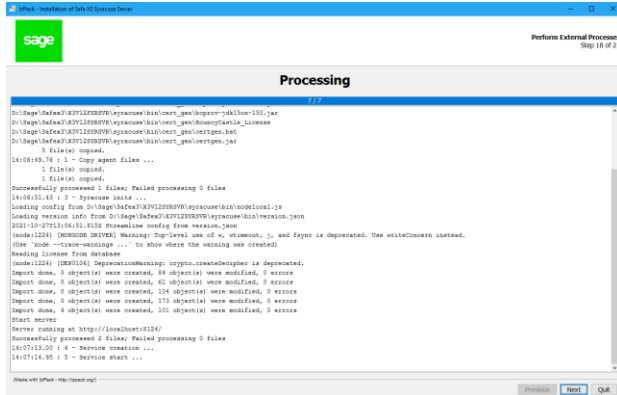 IzPack - Installation of Safe X3 Syracuse Server
sage
Perform External Processe
Step 18 of 2
Processing
7 / 7
D:\Sage\Safex3\X3V12SYRSVR\syracuse\bin\cert_gen\bcprov-jdk15on-150.jar
D:\Sage\Safex3\X3V12SYRSVR\syracuse\bin\cert_gen\BouncyCastle_License
D:\Sage\Safex3\X3V12SYRSVR\syracuse\bin\cert_gen\certgen.bat
D:\Sage\Safex3\X3V12SYRSVR\syracuse\bin\cert_gen\certgen.jar
5 file(s) copied.
14:06:49.76 : 1 - Copy agent files ...
1 file(s) copied.
1 file(s) copied.
Successfully processed 1 files; Failed processing 0 files
14:06:51.43 : 3 - Syracuse inits ...
Loading config from D:\Sage\Safex3\X3V12SYRSVR\syracuse\bin\nodelocal.js
Loading version info from D:\Sage\Safex3\X3V12SYRSVR\syracuse\bin\version.json
2021-10-27T13:06:51.815Z Streamline config from version.json
(node:1224) [MONGODB DRIVER] Warning: Top-level use of w, wtimeout, j, and fsync is deprecated. Use writeConcern instead.
(Use `node --trace-warnings ...` to show where the warning was created)
Reading license from database
(node:1224) [DEP0106] DeprecationWarning: crypto.createDecipher is deprecated.
Import done, 0 object(s) were created, 84 object(s) were modified, 0 errors
Import done, 0 object(s) were created, 61 object(s) were modified, 0 errors
Import done, 0 object(s) were created, 104 object(s) were modified, 0 errors
Import done, 0 object(s) were created, 173 object(s) were modified, 0 errors
Import done, 4 object(s) were created, 101 object(s) were modified, 0 errors
Start server
Server running at http://localhost:8124/
Successfully processed 2 files; Failed processing 0 files
14:07:13.00 : 4 - Service creation ...
14:07:14.95 : 5 - Service start ...
(Made with IzPack - http://izpack.org/)
Previous Next Quit